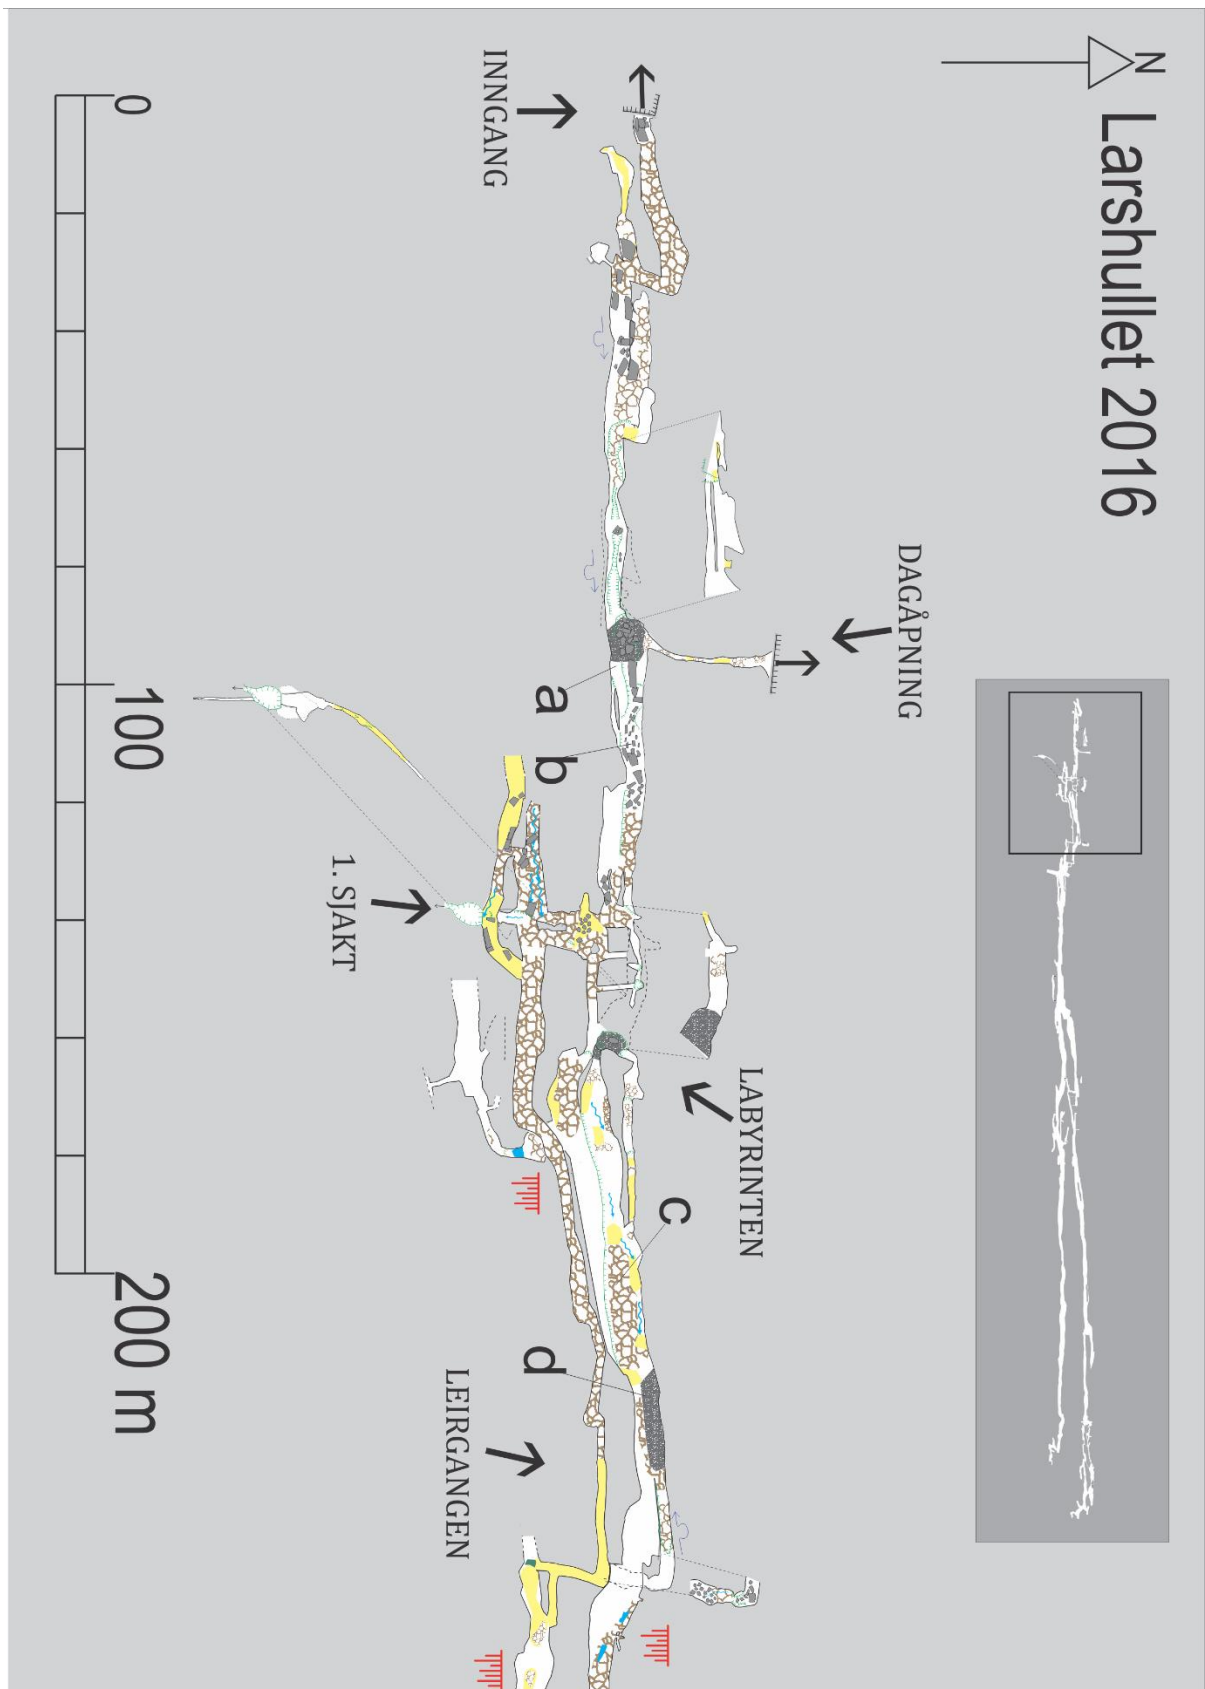 N
Larshullet 2016
INNGANG
DAGÅPNING
a
b
1. SJAKT
LABYRINTEN
c
d
LEIRGANGEN
0
100
200 m